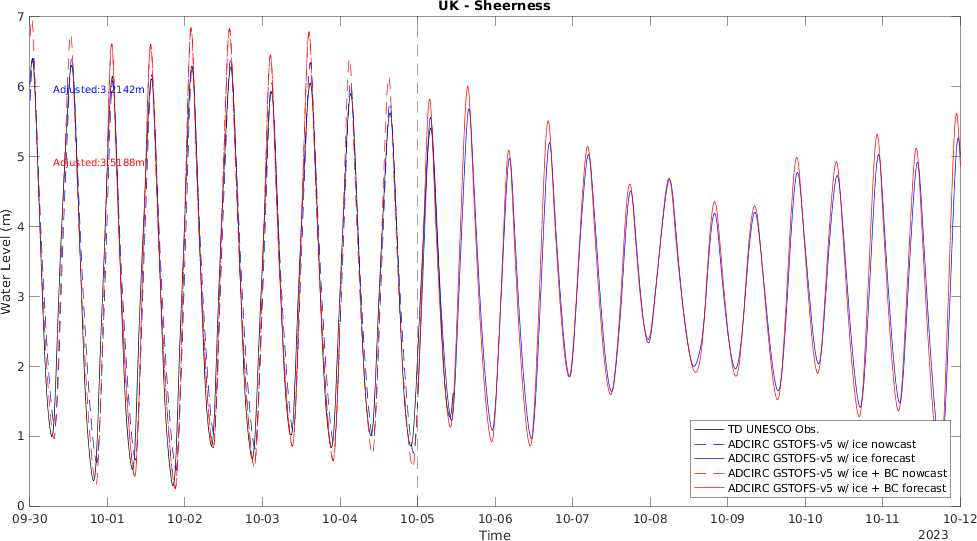 UK - Sheerness
7
6
5
4
3
2
1
0
Water Level (m)
Adjusted:3.2142m
Adjusted:3.5188m
TD UNESCO Obs.
ADCIRC GSTOFS-v5 w/ ice nowcast
ADCIRC GSTOFS-v5 w/ ice forecast
ADCIRC GSTOFS-v5 w/ ice + BC nowcast
ADCIRC GSTOFS-v5 w/ ice + BC forecast
09-30 10-01 10-02 10-03 10-04 10-05 10-06 10-07 10-08 10-09 10-10 10-11 10-12
Time
2023